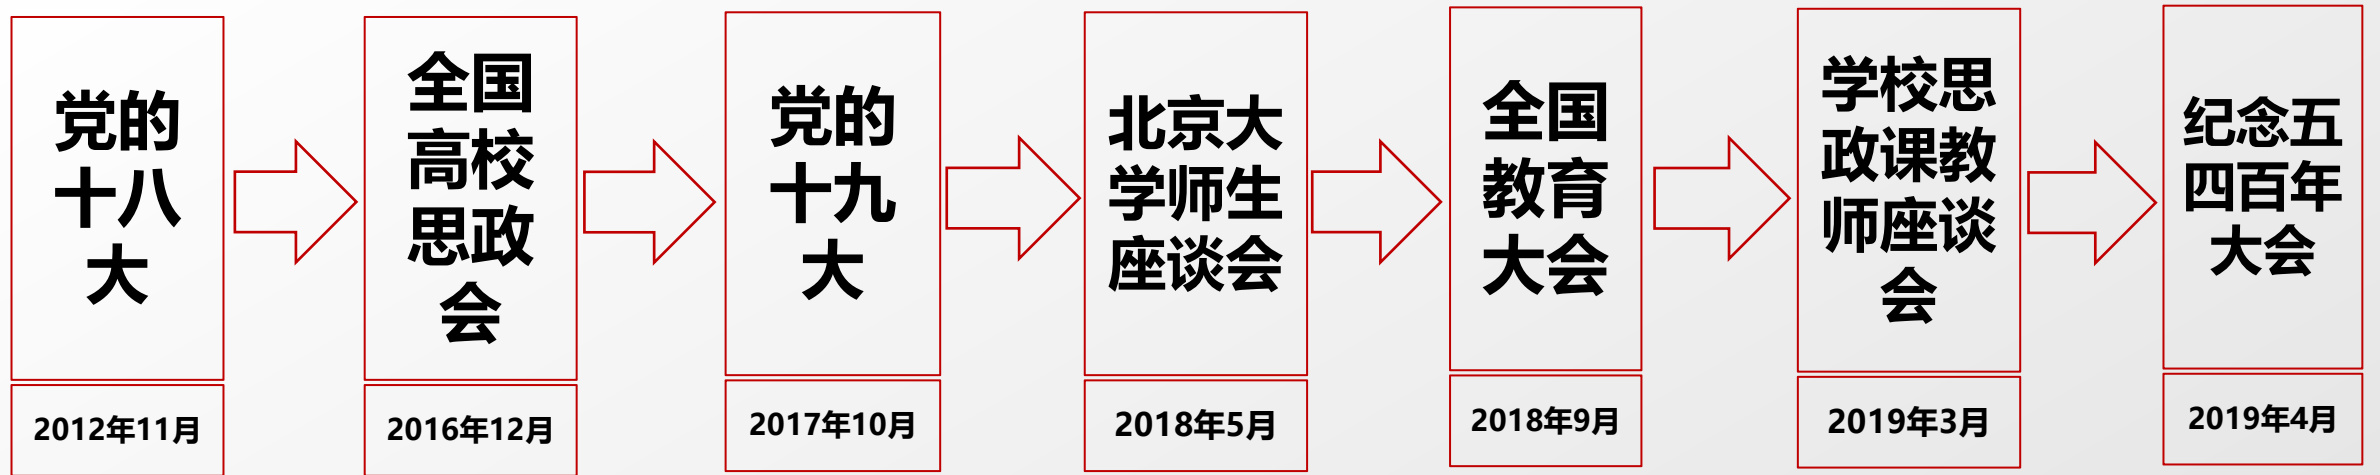 党的
十八
大
2012年11月
全国
高校
思政
会
2016年12月
党的
十九
大
2017年10月
北京大
学师生
座谈会
2018年5月
全国
教育
大会
2018年9月
学校思
政课教
师座谈
会
2019年3月
纪念五
四百年
大会
2019年4月